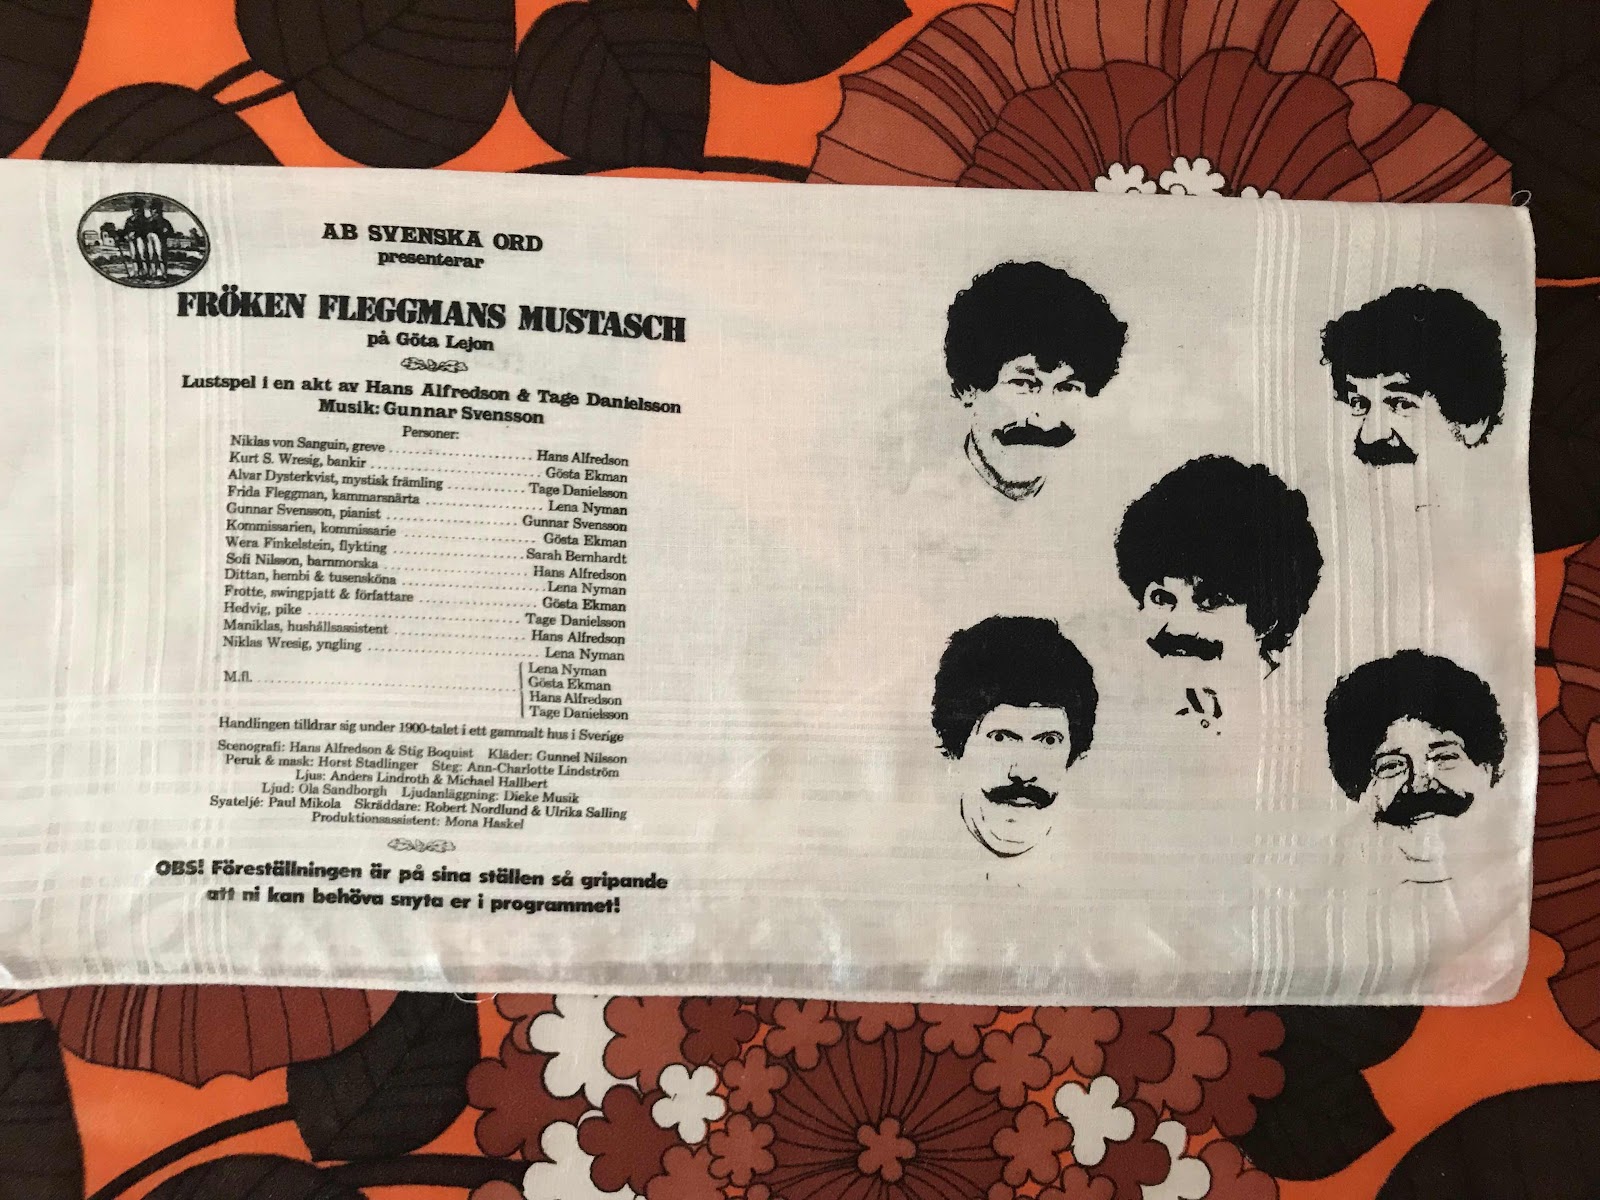 AB SVENSKA ORD
presenterar
FRÖKEN FLEGGMANS MUSTASCH
på Göta Lejon
Lustspel i en akt av Hans Alfredson & Tage Danielsson
Musik: Gunnar Svensson
Personer:
Niklas von Sanguin, greve .......... Hans Alfredson
Kurt S. Wresig, bankir .......... Gösta Ekman
Alvar Dysterkvist, mystisk främling .......... Tage Danielsson
Frida Fleggman, kammarsnärta .......... Lena Nyman
Gunnar Svensson, pianist .......... Gunnar Svensson
Kommissarien, kommissarie .......... Gösta Ekman
Wera Finkelstein, flykting .......... Sarah Bernhardt
Sofi Nilsson, barnmorska .......... Hans Alfredson
Dittan, hembi & tusensköna .......... Lena Nyman
Frotte, swingpjatt & författare .......... Gösta Ekman
Hedvig, pike .......... Tage Danielsson
Maniklas, hushållsassistent .......... Hans Alfredson
Niklas Wresig, yngling .......... Lena Nyman
M.fl. .......... Lena Nyman
Gösta Ekman
Hans Alfredson
Tage Danielsson
Handlingen tilldrar sig under 1900-talet i ett gammalt hus i Sverige
Scenografi: Hans Alfredson & Stig Boquist Kläder: Gunnel Nilsson
Peruk & mask: Horst Stadlinger Steg: Ann-Charlotte Lindström
Ljus: Anders Lindroth & Michael Hallbert
Ljud: Ola Sandborgh Ljudanläggning: Dieke Musik
Syateljé: Paul Mikola Skräddare: Robert Nordlund & Ulrika Salling
Produktionsassistent: Mona Haskel
OBS! Föreställningen är på sina ställen så gripande
att ni kan behöva snyta er i programmet!